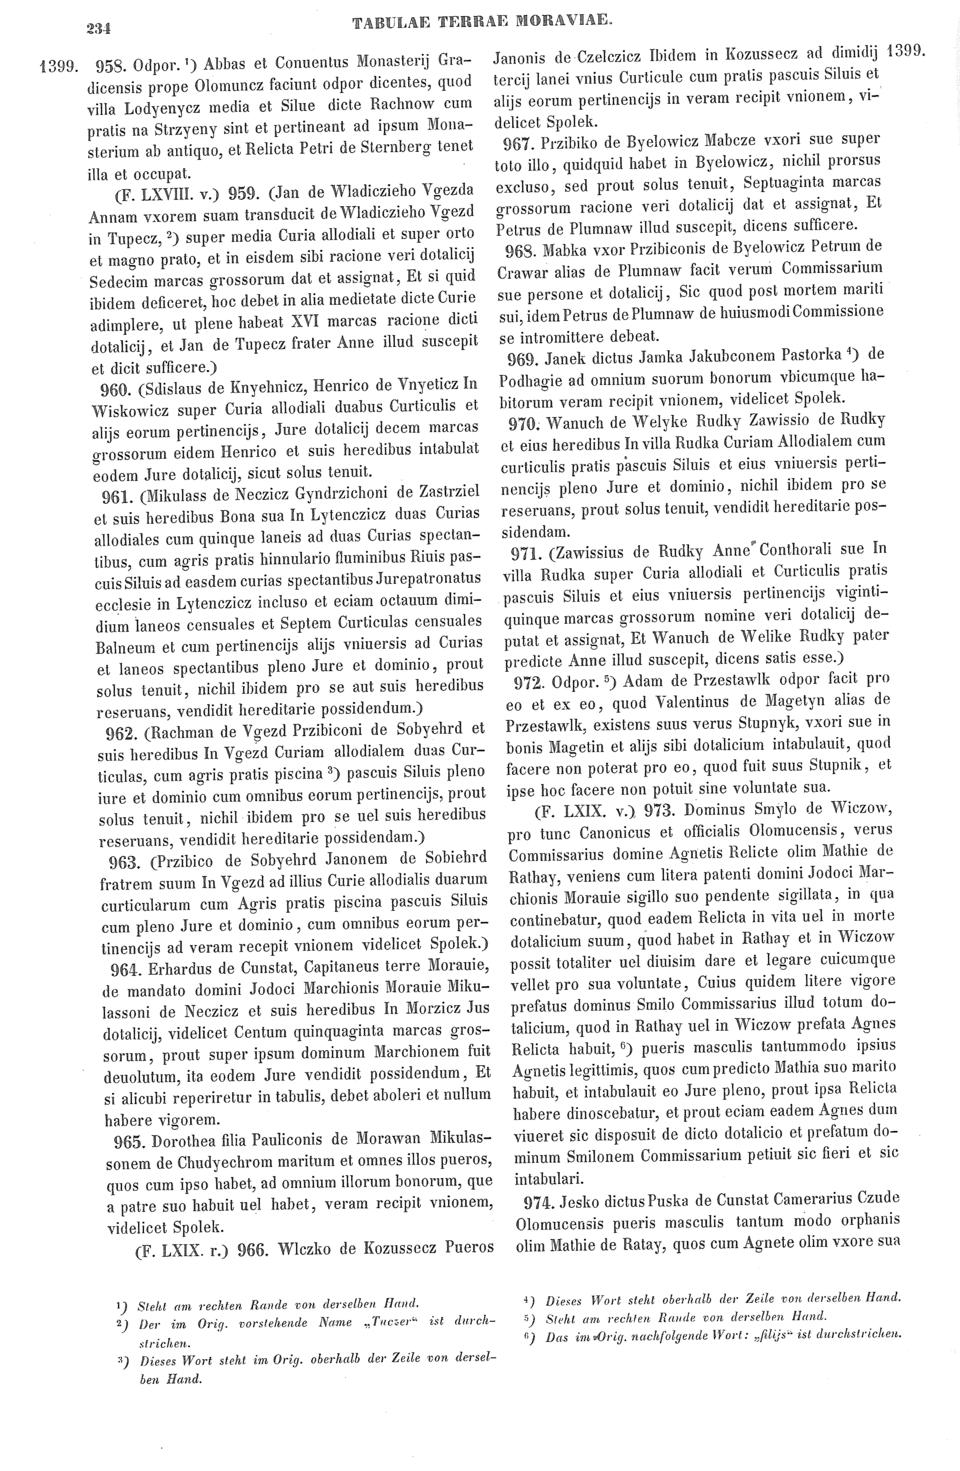 234
TABULAE TERRAE MORAVIAE.
1399.
958. Odpor. ¹) Abbas et Conuentus Monasterij Gra-
dicensis prope Olomuncz faciunt odpor dicentes, quod
villa Lodyenycz media et Silue dicte Rachnow cum
pratis na Strzyeny sint et pertineant ad ipsum Mona-
sterium ab antiquo, et Relicta Petri de Sternberg tenet
illa et occupat.
(F. LXVIII. v.) 959. (Jan de Wladiczieho Vgezda
Annam vxorem suam transducit de Wladiczieho Vgezd
in Tupecz, ²) super media Curia allodiali et super orto
et magno prato, et in eisdem sibi racione veri dotalicij
Sedecim marcas grossorum dat et assignat, Et si quid
ibidem deficeret, hoc debet in alia medietate dicte Curie
adimplere, ut plene habeat XVI marcas racione dicti
dotalicij, et Jan de Tupecz frater Anne illud suscepit
et dicit sufficere.)
960. (Sdislaus de Knyehnicz, Henrico de Vnyeticz In
Wiskowicz super Curia allodiali duabus Curticulis et
alijs eorum pertinencijs, Jure dotalicij decem marcas
grossorum eidem Henrico et suis heredibus intabulat
eodem Jure dotalicij, sicut solus tenuit.
961. (Mikulass de Neczicz Gyndrzichoni de Zastrziel
et suis heredibus Bona sua In Lytenczicz duas Curias
allodiales cum quinque laneis ad duas Curias spectan-
tibus, cum agris pratis hinnulario fluminibus Riuis pas-
cuis Siluis ad easdem curias spectantibus Jurepatronatus
ecclesie in Lytenczicz incluso et eciam octauum dimi-
dium laneos censuales et Septem Curticulas censuales
Balneum et cum pertinencijs alijs vniuersis ad Curias
et laneos spectantibus pleno Jure et dominio, prout
solus tenuit, nichil ibidem pro se aut suis heredibus
reseruans, vendidit hereditarie possidendum.)
962. (Rachman de Vgezd Przibiconi de Sobyehrd et
suis heredibus In Vgezd Curiam allodialem duas Cur-
ticulas, cum agris pratis piscina ³) pascuis Siluis pleno
iure et dominio cum omnibus eorum pertinencijs, prout
solus tenuit, nichil ibidem pro se uel suis heredibus
reseruans, vendidit hereditarie possidendam.)
963. (Przibico de Sobyehrd Janonem de Sobiehrd
fratrem suum In Vgezd ad illius Curie allodialis duarum
curticularum cum Agris pratis piscina pascuis Siluis
cum pleno Jure et dominio, cum omnibus eorum per-
tinencijs ad veram recepit vnionem videlicet Spolek.)
964. Erhardus de Cunstat, Capitaneus terre Morauie,
de mandato domini Jodoci Marchionis Morauie Miku-
lassoni de Neczicz et suis heredibus In Morzicz Jus
dotalicij, videlicet Centum quinquaginta marcas gros-
sorum, prout super ipsum dominum Marchionem fuit
deuolutum, ita eodem Jure vendidit possidendum, Et
si alicubi reperiretur in tabulis, debet aboleri et nullum
habere vigorem.
965. Dorothea filia Pauliconis de Morawan Mikulas-
sonem de Chudyechrom maritum et omnes illos pueros,
quos cum ipso habet, ad omnium illorum bonorum, que
a patre suo habuit uel habet, veram recipit vnionem,
videlicet Spolek.
(F. LXIX. r.) 966. Wlczko de Kozussecz Pueros
¹) Steht am rechten Rande von derselben Hand.
²) Der im Orig. vorstehende Name „Tuczer“ ist durch-
strichen.
³) Dieses Wort steht im Orig. oberhalb der Zeile von dersel-
ben Hand.
1399.
Janonis de Czelczicz Ibidem in Kozussecz ad dimidij
tercij lanei vnius Curticule cum pratis pascuis Siluis et
alijs eorum pertinencijs in veram recipit vnionem, vi-
delicet Spolek.
967. Przibiko de Byelowicz Mabcze vxori sue super
toto illo, quidquid habet in Byelowicz, nichil prorsus
excluso, sed prout solus tenuit, Septuaginta marcas
grossorum racione veri dotalicij dat et assignat, Et
Petrus de Plumnaw illud suscepit, dicens sufficere.
968. Mabka vxor Przibiconis de Byelowicz Petrum de
Crawar alias de Plumnaw facit verum Commissarium
sue persone et dotalicij, Sic quod post mortem mariti
sui, idem Petrus de Plumnaw de huiusmodi Commissione
se intromittere debeat.
969. Janek dictus Jamka Jakubconem Pastorka ⁴) de
Podhagie ad omnium suorum bonorum vbicumque ha-
bitorum veram recipit vnionem, videlicet Spolek.
970. Wanuch de Welyke Rudky Zawissio de Rudky
et eius heredibus In villa Rudka Curiam Allodialem cum
curticulis pratis pascuis Siluis et eius vniuersis perti-
nencijs pleno Jure et dominio, nichil ibidem pro se
reseruans, prout solus tenuit, vendidit hereditarie pos-
sidendam.
971. (Zawissius de Rudky Anne Conthorali sue In
villa Rudka super Curia allodiali et Curticulis pratis
pascuis Siluis et eius vniuersis pertinencijs viginti-
quinque marcas grossorum nomine veri dotalicij de-
putat et assignat, Et Wanuch de Welike Rudky pater
predicte Anne illud suscepit, dicens satis esse.)
972. Odpor. ⁵) Adam de Przestawlk odpor facit pro
eo et ex eo, quod Valentinus de Magetyn alias de
Przestawlk, existens suus verus Stupnyk, vxori sue in
bonis Magetin et alijs sibi dotalicium intabulauit, quod
facere non poterat pro eo, quod fuit suus Stupnik, et
ipse hoc facere non potuit sine voluntate sua.
(F. LXIX. v.) 973. Dominus Smylo de Wiczow,
pro tunc Canonicus et officialis Olomucensis, verus
Commissarius domine Agnetis Relicte olim Mathie de
Rathay, veniens cum litera patenti domini Jodoci Mar-
chionis Morauie sigillo suo pendente sigillata, in qua
continebatur, quod eadem Relicta in vita uel in morte
dotalicium suum, quod habet in Rathay et in Wiczow
possit totaliter uel diuisim dare et legare cuicumque
vellet pro sua voluntate, Cuius quidem litere vigore
prefatus dominus Smilo Commissarius illud totum do-
talicium, quod in Rathay uel in Wiczow prefata Agnes
Relicta habuit, ⁶) pueris masculis tantummodo ipsius
Agnetis legittimis, quos cum predicto Mathia suo marito
habuit, et intabulauit eo Jure pleno, prout ipsa Relicta
habere dinoscebatur, et prout eciam eadem Agnes dum
viueret sic disposuit de dicto dotalicio et prefatum do-
minum Smilonem Commissarium petiuit sic fieri et sic
intabulari.
974. Jesko dictus Puska de Cunstat Camerarius Czude
Olomucensis pueris masculis tantum modo orphanis
olim Mathie de Ratay, quos cum Agnete olim vxore sua
⁴) Dieses Wort steht oberhalb der Zeile von derselben Hand.
⁵) Steht am rechten Rande von derselben Hand.
⁶) Das im Orig. nachfolgende Wort: „filijs“ ist durchstrichen.